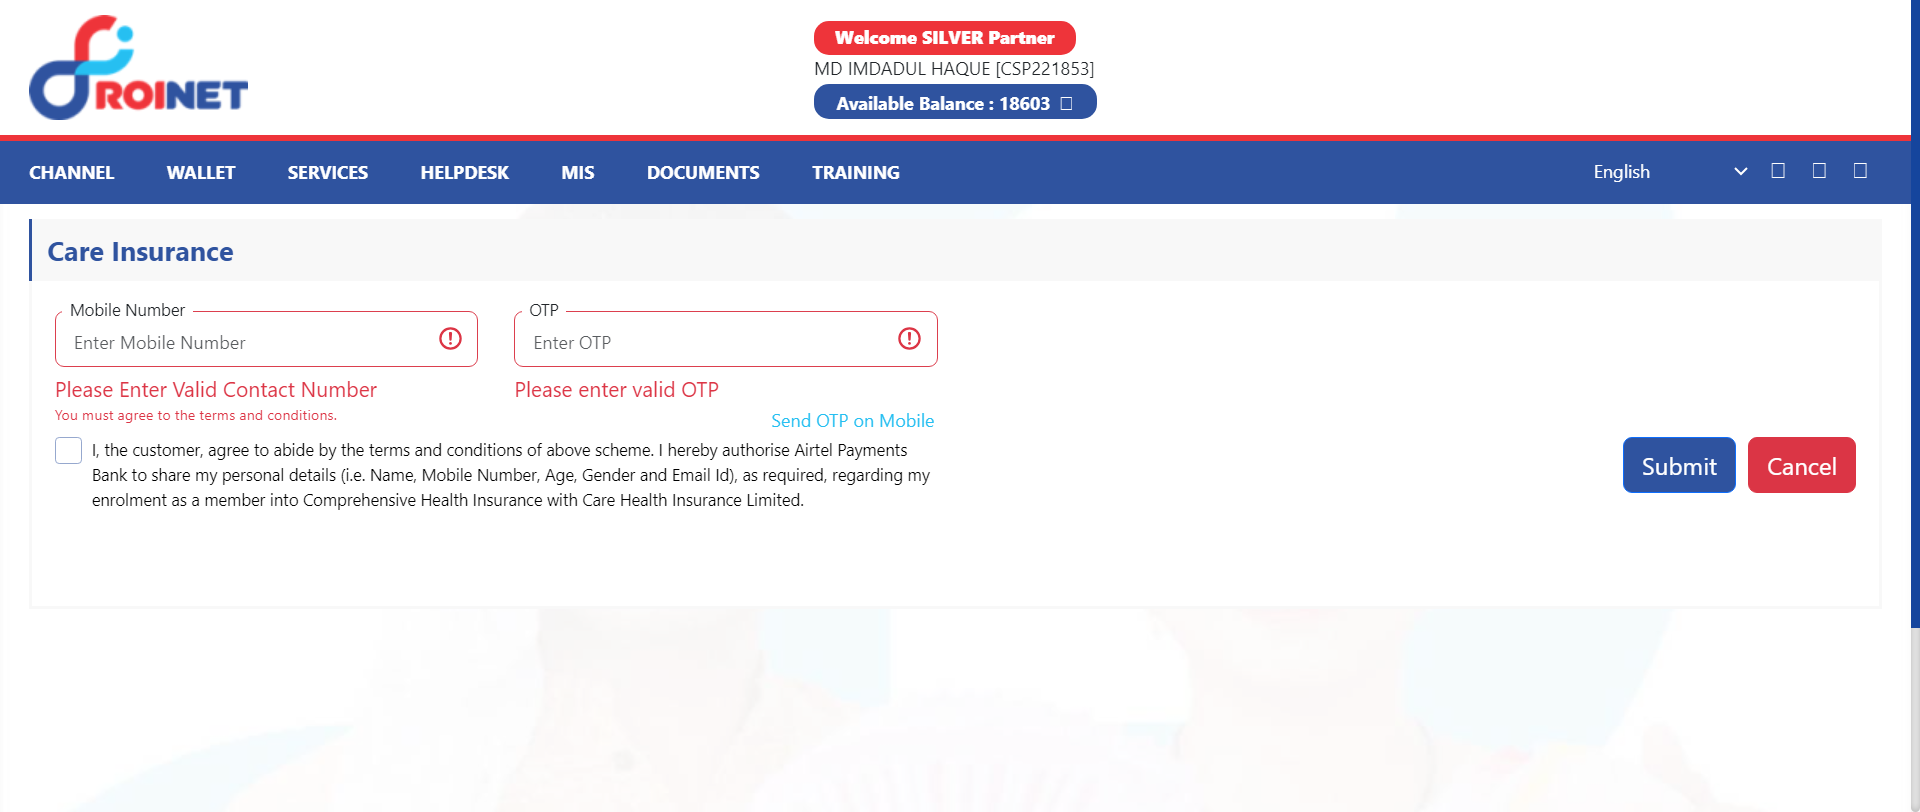 ROINET
Welcome SILVER Partner
MD IMDADUL HAQUE [CSP221853]
Available Balance : 18603
CHANNEL WALLET SERVICES HELPDESK MIS DOCUMENTS TRAINING English
Care Insurance
Mobile Number OTP
Enter Mobile Number Enter OTP
Please Enter Valid Contact Number Please enter valid OTP
You must agree to the terms and conditions.
Send OTP on Mobile
I, the customer, agree to abide by the terms and conditions of above scheme. I hereby authorise Airtel Payments
Bank to share my personal details (i.e. Name, Mobile Number, Age, Gender and Email Id), as required, regarding my
enrolment as a member into Comprehensive Health Insurance with Care Health Insurance Limited.
Submit Cancel